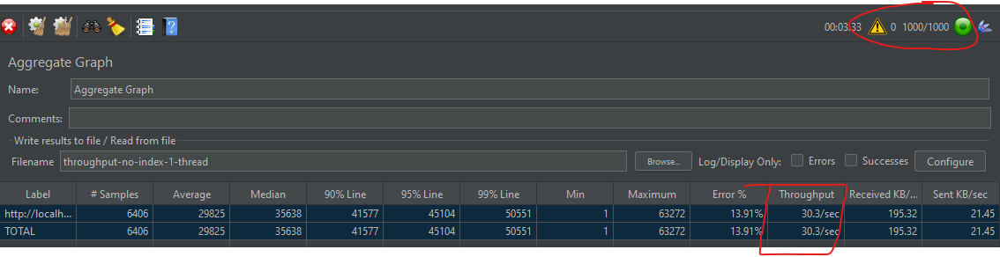 00:03:33 0 1000/1000
Aggregate Graph
Name: Aggregate Graph
Comments:
Write results to file / Read from file
Filename throughput-no-index-1-thread Browse... Log/Display Only: Errors Successes Configure
Label # Samples Average Median 90% Line 95% Line 99% Line Min Maximum Error % Throughput Received KB/... Sent KB/sec
http://localh... 6406 29825 35638 41577 45104 50551 1 63272 13.91% 30.3/sec 195.32 21.45
TOTAL 6406 29825 35638 41577 45104 50551 1 63272 13.91% 30.3/sec 195.32 21.45